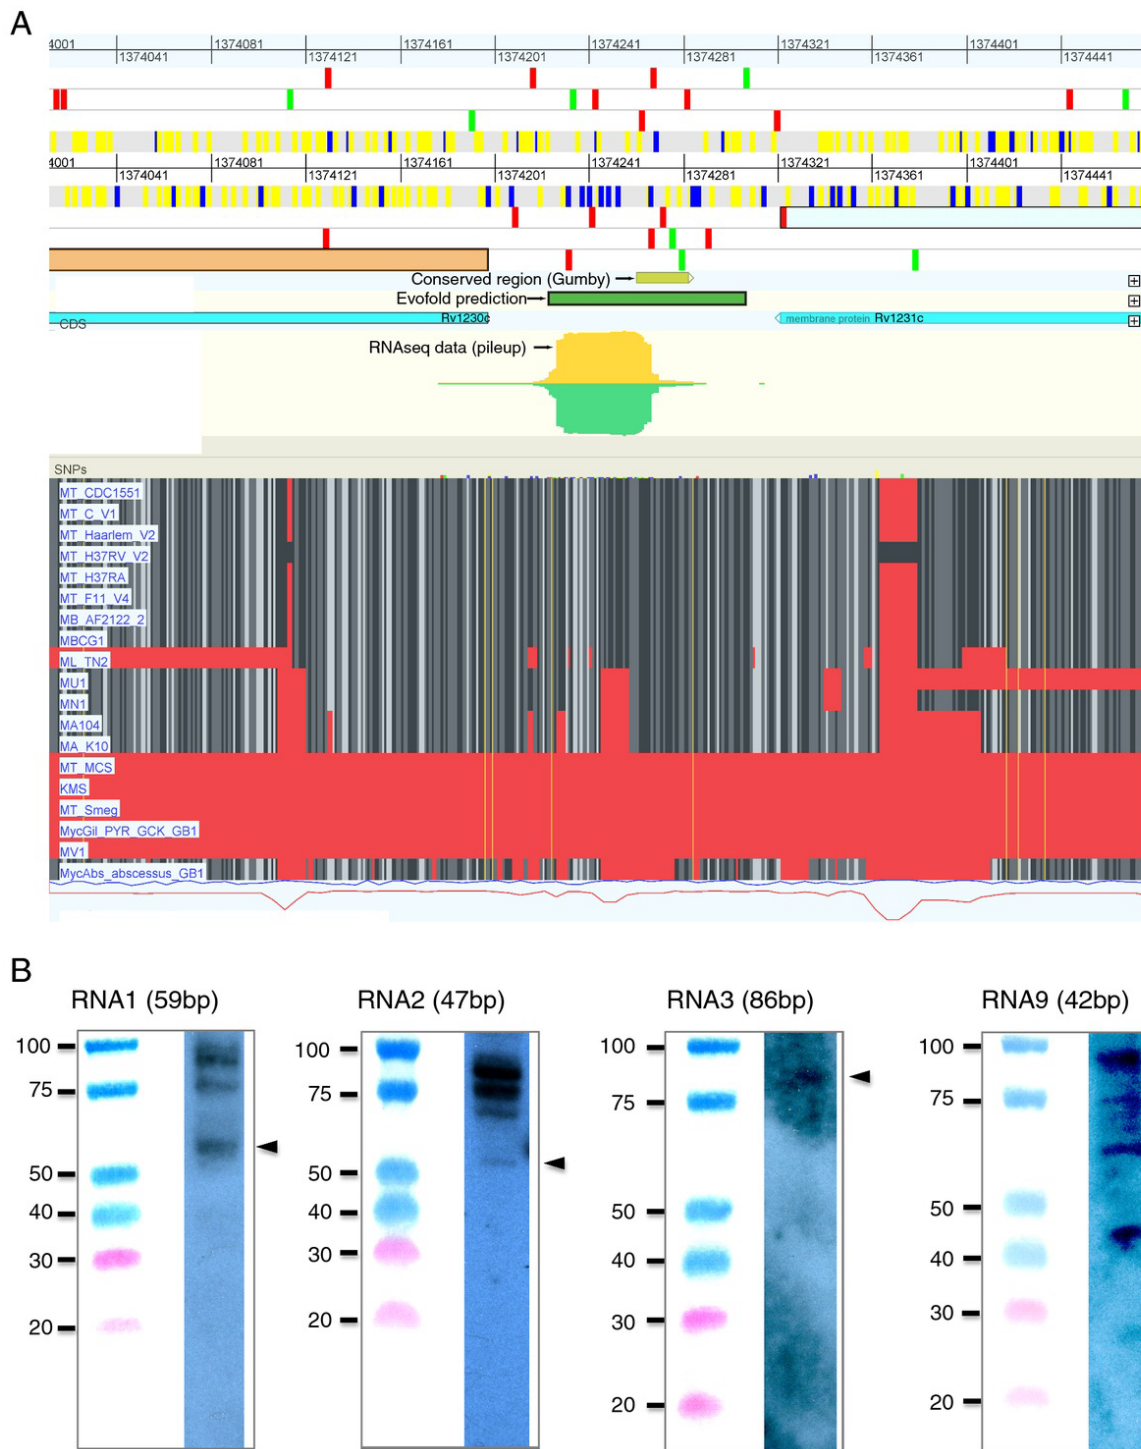 A
4001 1374081 1374161 1374241 1374321 1374401
1374041 1374121 1374201 1374281 1374361 1374441
4001 1374081 1374161 1374241 1374321 1374401
1374041 1374121 1374201 1374281 1374361 1374441
Conserved region (Gumby)
Evofold prediction
CDS Rv1230c membrane protein Rv1231c
RNAseq data (pileup)
SNPs
MT_CDC1551
MT_C_V1
MT_Haarlem_V2
MT_H37RV_V2
MT_H37RA
MT_F11_V4
MB_AF2122_2
MBCG1
ML_TN2
MU1
MN1
MA104
MA_K10
MT_MCS
KMS
MT_Smeg
MycGil_PYR_GCK_GB1
MV1
MycAbs_abscessus_GB1
B
RNA1 (59bp) RNA2 (47bp) RNA3 (86bp) RNA9 (42bp)
100 100 100 100
75 75 75 75
50 50 50 50
40 40 40 40
30 30 30 30
20 20 20 20